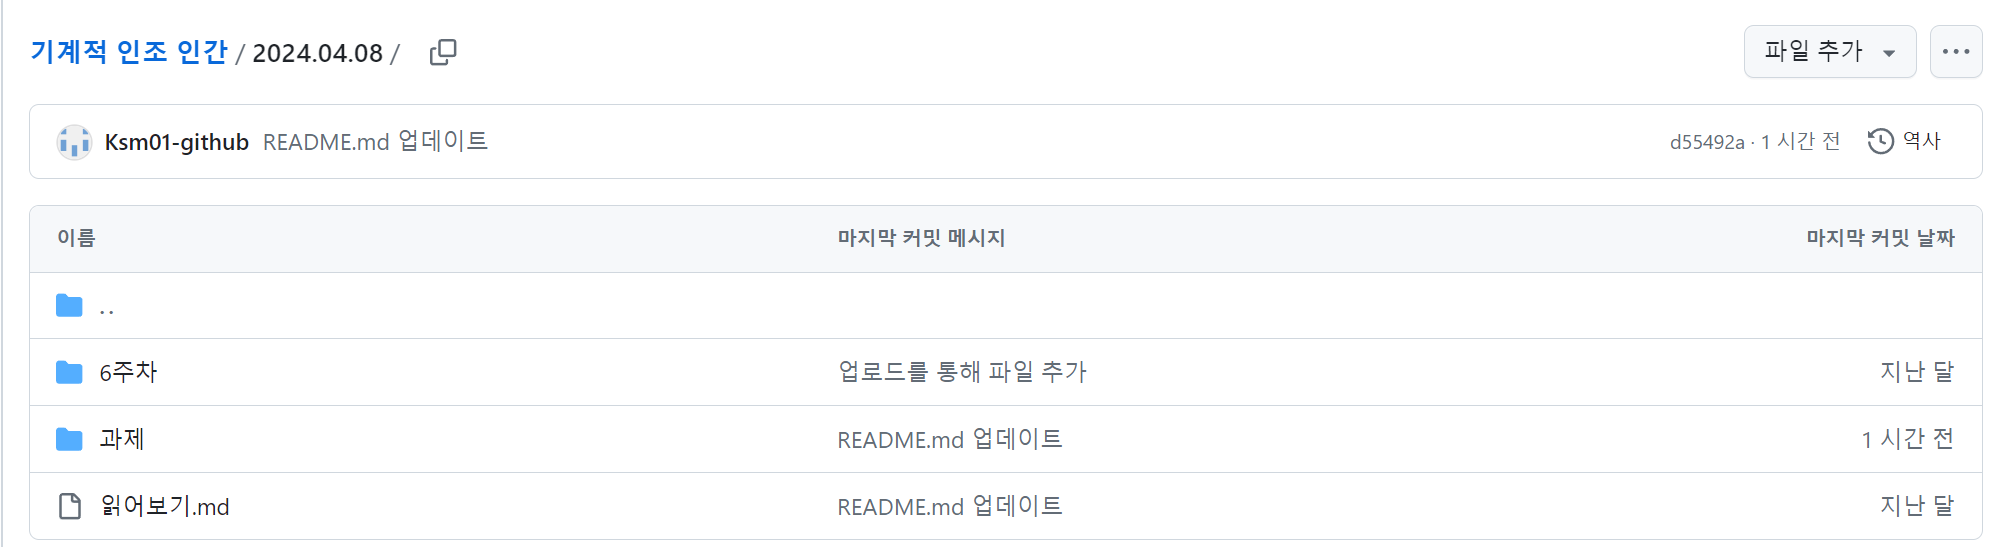 기계적 인조 인간 / 2024.04.08 /
파일 추가
Ksm01-github README.md 업데이트
d55492a · 1 시간 전 역사
이름 마지막 커밋 메시지 마지막 커밋 날짜
..
6주차 업로드를 통해 파일 추가 지난 달
과제 README.md 업데이트 1 시간 전
읽어보기.md README.md 업데이트 지난 달